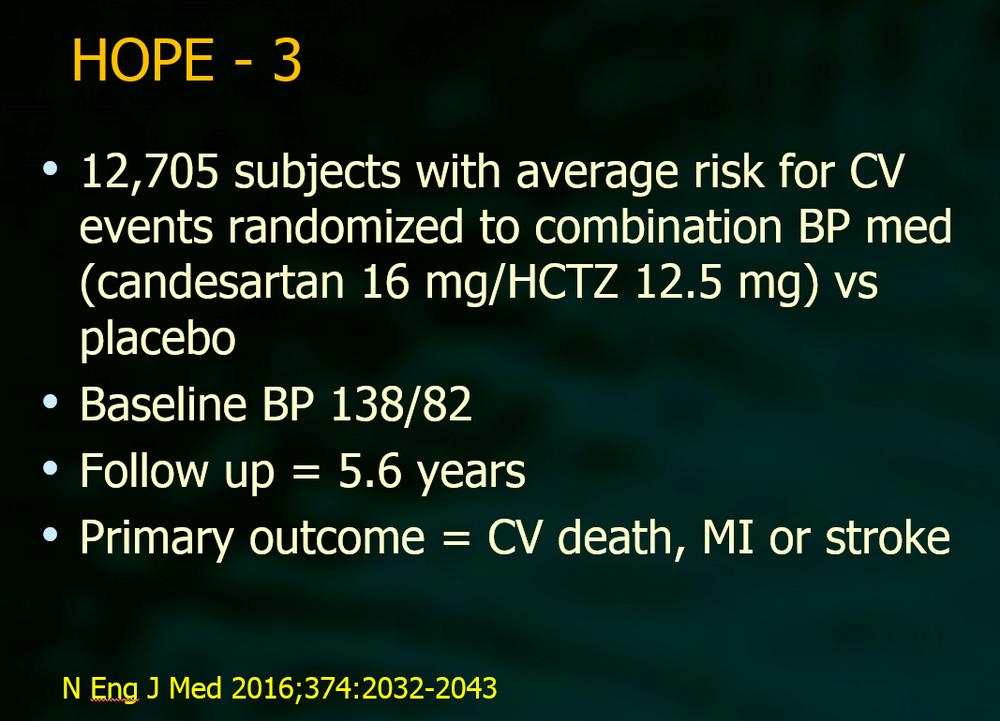 HOPE - 3
• 12,705 subjects with average risk for CV
events randomized to combination BP med
(candesartan 16 mg/HCTZ 12.5 mg) vs
placebo
• Baseline BP 138/82
• Follow up = 5.6 years
• Primary outcome = CV death, MI or stroke
N Eng J Med 2016;374:2032-2043